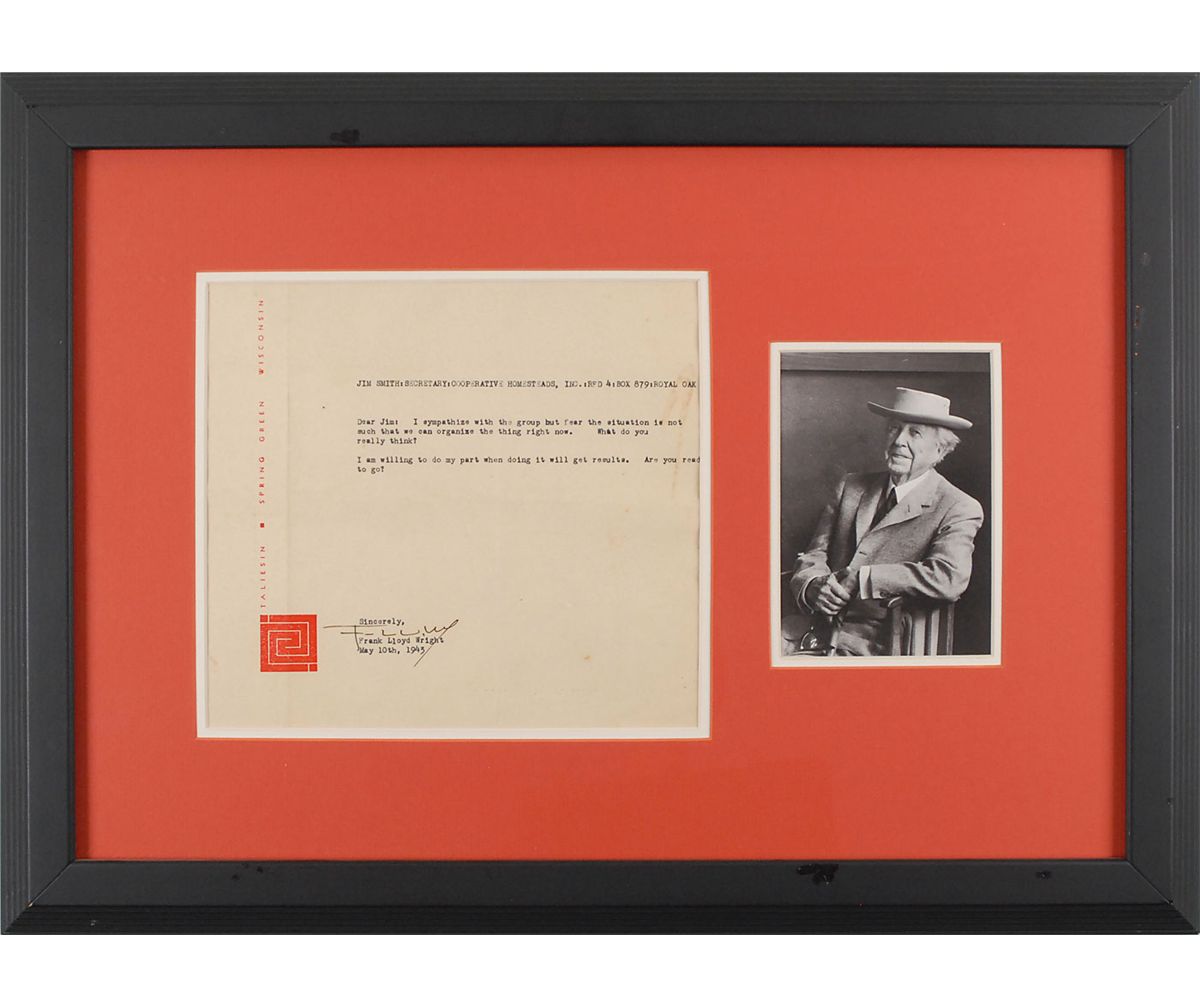 TALIESIN ■ SPRING GREEN WISCONSIN
JIM SMITH:SECRETARY:COOPERATIVE HOMESTEADS, INC.:RFD 4:BOX 879:ROYAL OAK
Dear Jim: I sympathize with the group but fear the situation is not
such that we can organize the thing right now. What do you
really think?
I am willing to do my part when doing it will get results. Are you read
to go?
Sincerely,
Frank Lloyd Wright
May 10th, 1943